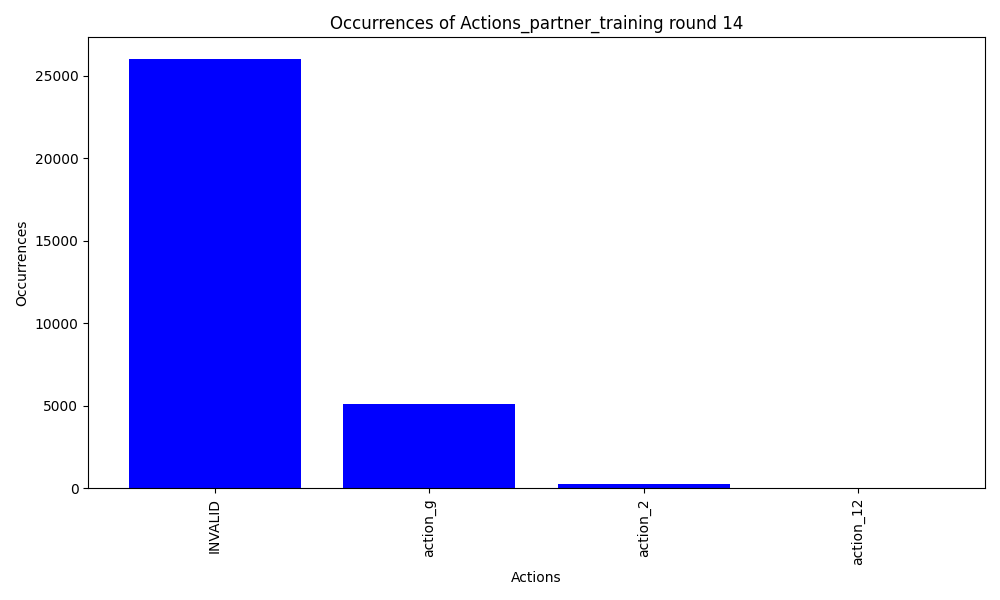 Occurrences of Actions_partner_training round 14
Occurrences
25000
20000
15000
10000
5000
0
INVALID
action_g
action_2
action_12
Actions